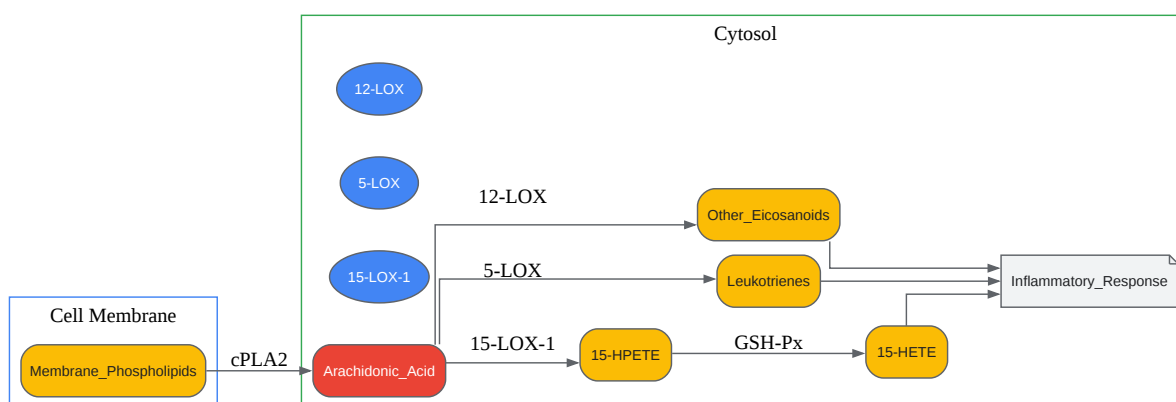 Cytosol
12-LOX
5-LOX
12-LOX
Other_Eicosanoids
15-LOX-1
5-LOX
Leukotrienes
Inflammatory_Response
Cell Membrane
Membrane_Phospholipids
cPLA2
Arachidonic_Acid
15-LOX-1
15-HPETE
GSH-Px
15-HETE